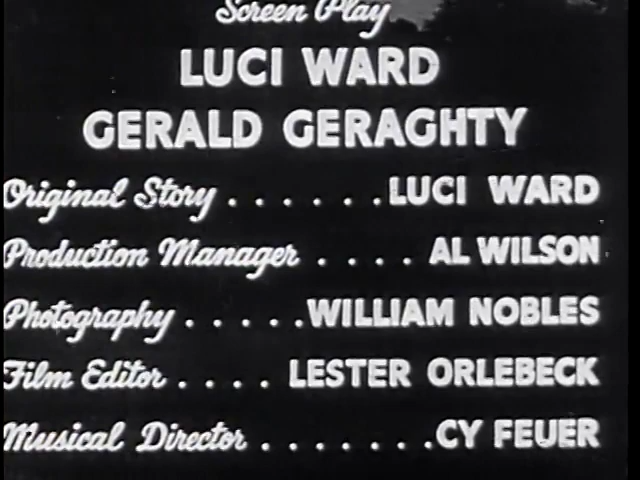 Screen Play
LUCI WARD
GERALD GERAGHTY
Original Story . . . . . . LUCI WARD
Production Manager . . . . AL WILSON
Photography . . . . . WILLIAM NOBLES
Film Editor . . . . LESTER ORLEBECK
Musical Director . . . . . . . CY FEUER